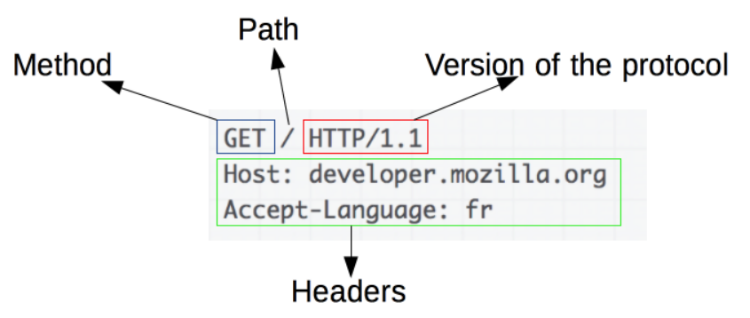 Path
Method
Version of the protocol
GET / HTTP/1.1
Host: developer.mozilla.org
Accept-Language: fr
Headers